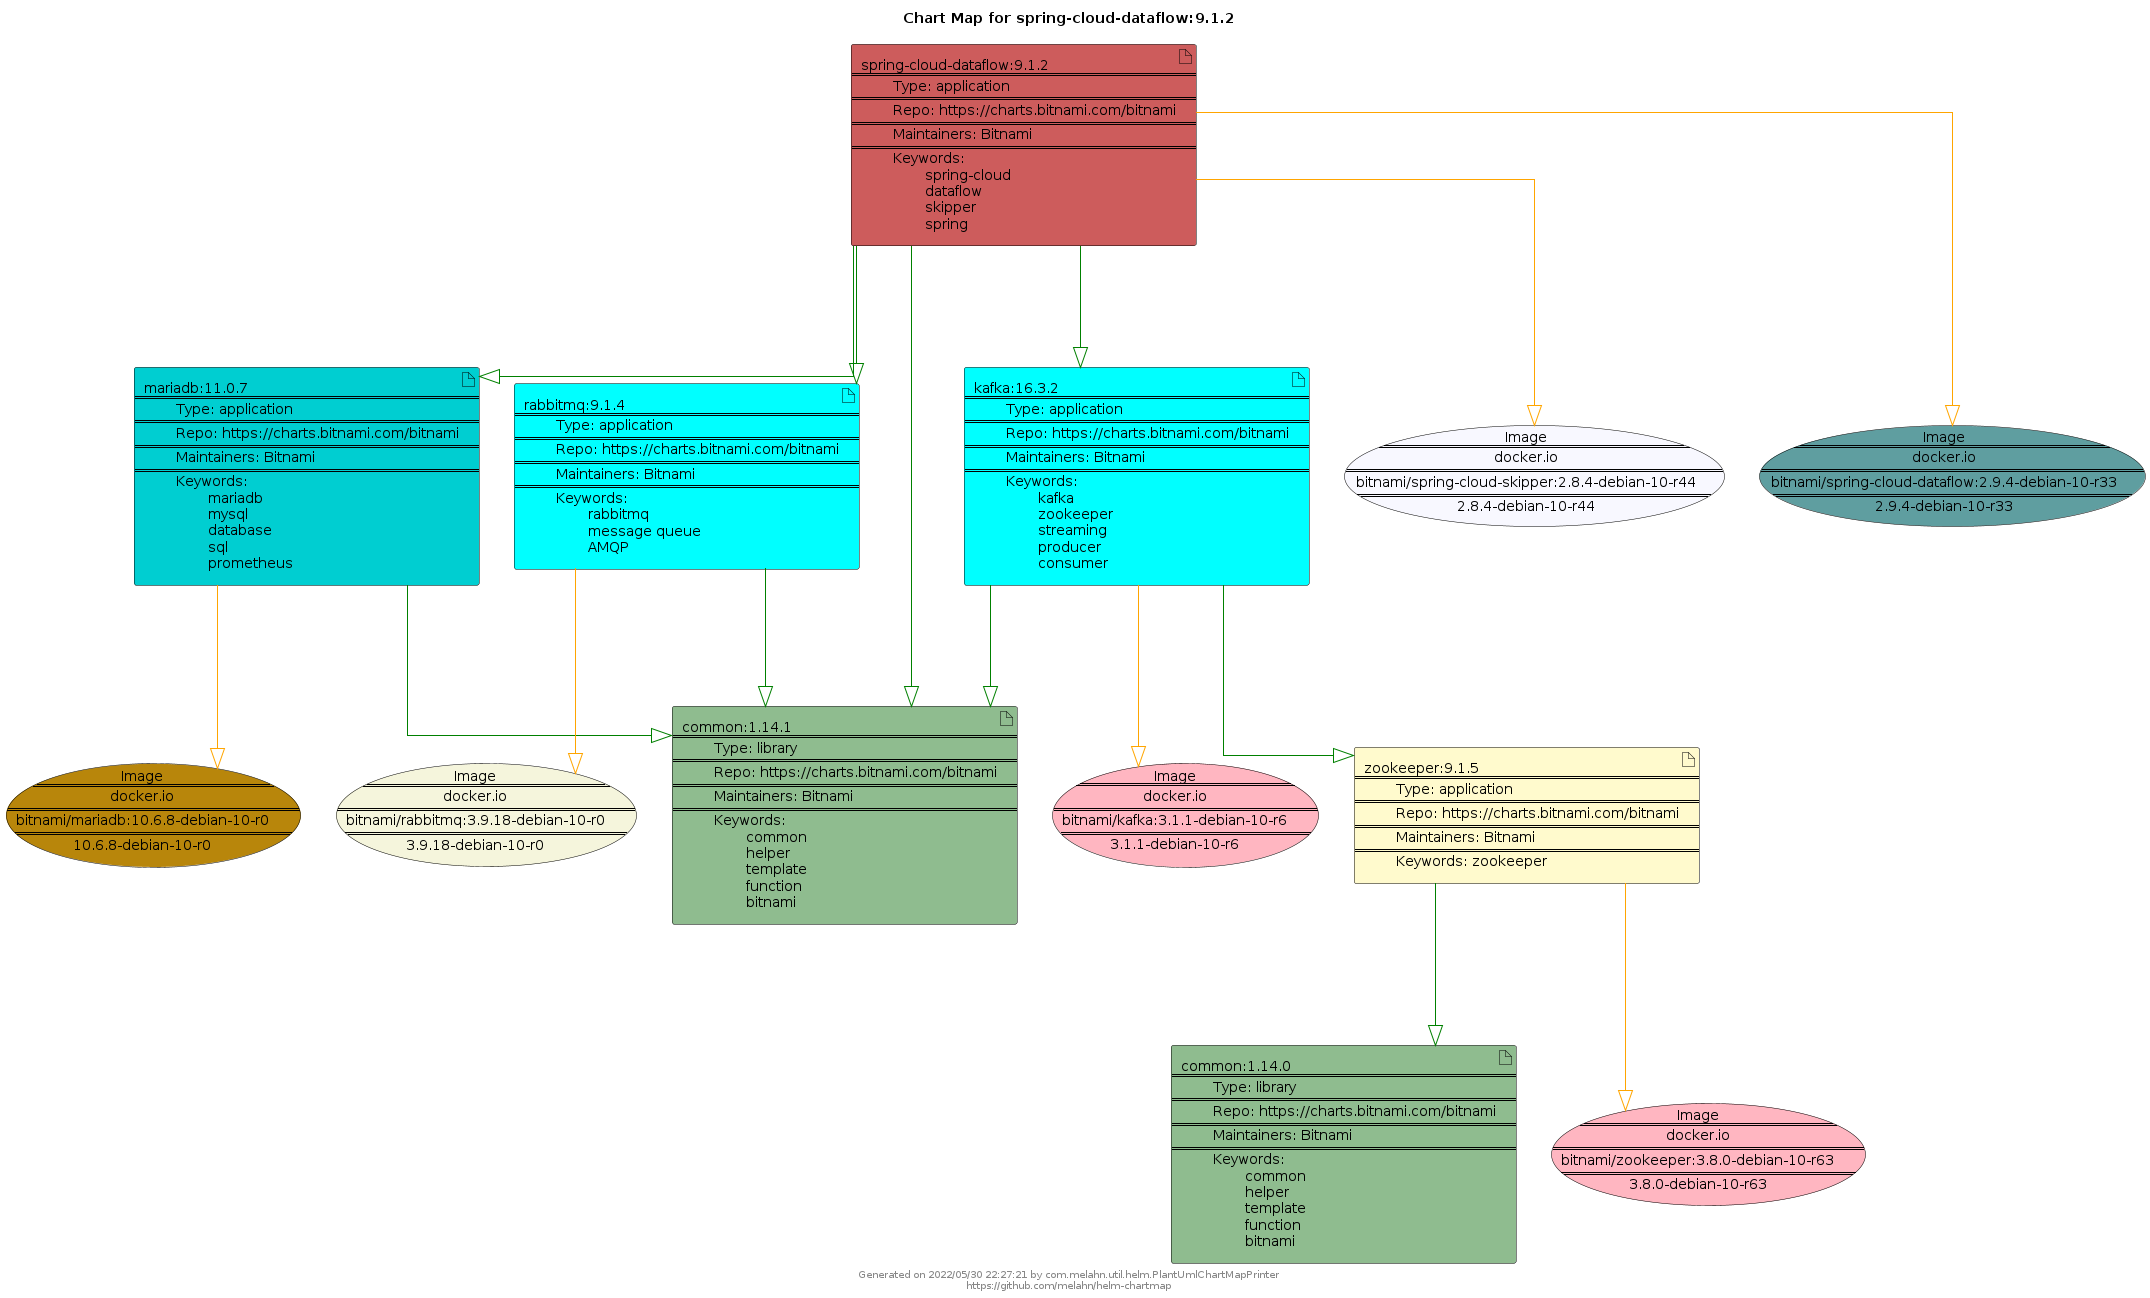 Chart Map for spring-cloud-dataflow:9.1.2
spring-cloud-dataflow:9.1.2
Type: application
Repo: https://charts.bitnami.com/bitnami
Maintainers: Bitnami
Keywords:
spring-cloud
dataflow
skipper
spring
mariadb:11.0.7
Type: application
Repo: https://charts.bitnami.com/bitnami
Maintainers: Bitnami
Keywords:
mariadb
mysql
database
sql
prometheus
rabbitmq:9.1.4
Type: application
Repo: https://charts.bitnami.com/bitnami
Maintainers: Bitnami
Keywords:
rabbitmq
message queue
AMQP
kafka:16.3.2
Type: application
Repo: https://charts.bitnami.com/bitnami
Maintainers: Bitnami
Keywords:
kafka
zookeeper
streaming
producer
consumer
Image
docker.io
bitnami/spring-cloud-skipper:2.8.4-debian-10-r44
2.8.4-debian-10-r44
Image
docker.io
bitnami/spring-cloud-dataflow:2.9.4-debian-10-r33
2.9.4-debian-10-r33
Image
docker.io
bitnami/mariadb:10.6.8-debian-10-r0
10.6.8-debian-10-r0
Image
docker.io
bitnami/rabbitmq:3.9.18-debian-10-r0
3.9.18-debian-10-r0
common:1.14.1
Type: library
Repo: https://charts.bitnami.com/bitnami
Maintainers: Bitnami
Keywords:
common
helper
template
function
bitnami
Image
docker.io
bitnami/kafka:3.1.1-debian-10-r6
3.1.1-debian-10-r6
zookeeper:9.1.5
Type: application
Repo: https://charts.bitnami.com/bitnami
Maintainers: Bitnami
Keywords: zookeeper
common:1.14.0
Type: library
Repo: https://charts.bitnami.com/bitnami
Maintainers: Bitnami
Keywords:
common
helper
template
function
bitnami
Image
docker.io
bitnami/zookeeper:3.8.0-debian-10-r63
3.8.0-debian-10-r63
Generated on 2022/05/30 22:27:21 by com.melahn.util.helm.PlantUmlChartMapPrinter
https://github.com/melahn/helm-chartmap